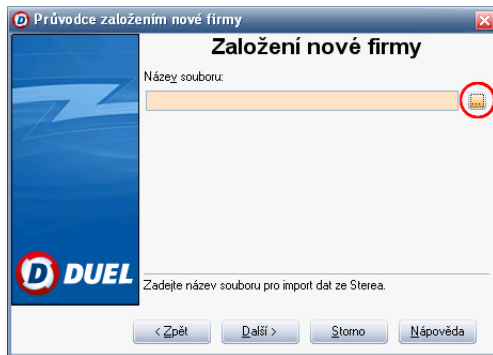 Průvodce založením nové firmy
Založení nové firmy
Název souboru:
...
DUEL
Zadejte název souboru pro import dat ze Sterea.
< Zpět Další > Storno Nápověda